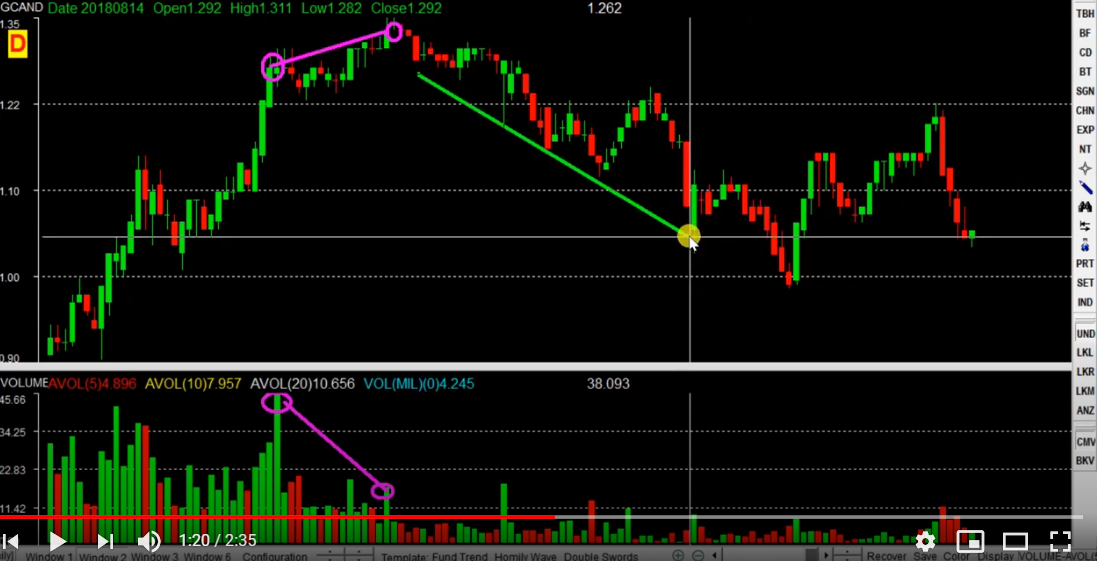 GCAND Date 20180814 Open1.292 High1.311 Low1.282 Close1.292 1.262
1.35
D
1.22
1.10
1.00
0.90
VOLUME AVOL(5)4.896 AVOL(10)7.957 AVOL(20)10.656 VOL(MIL)(0)4.245 38.093
45.66
34.25
22.83
11.42
1:20 / 2:35
Window 1 Window 2 Window 3 Window 6 Configuration Template: Fund Trend Homily Wave Double Swords Recover Save Color Display VOLUME-AVOL(5)
TBH
BF
CD
BT
SGN
CHN
EXP
NT
PRT
SET
IND
UND
LKL
LKR
LKM
ANZ
CMV
BKV